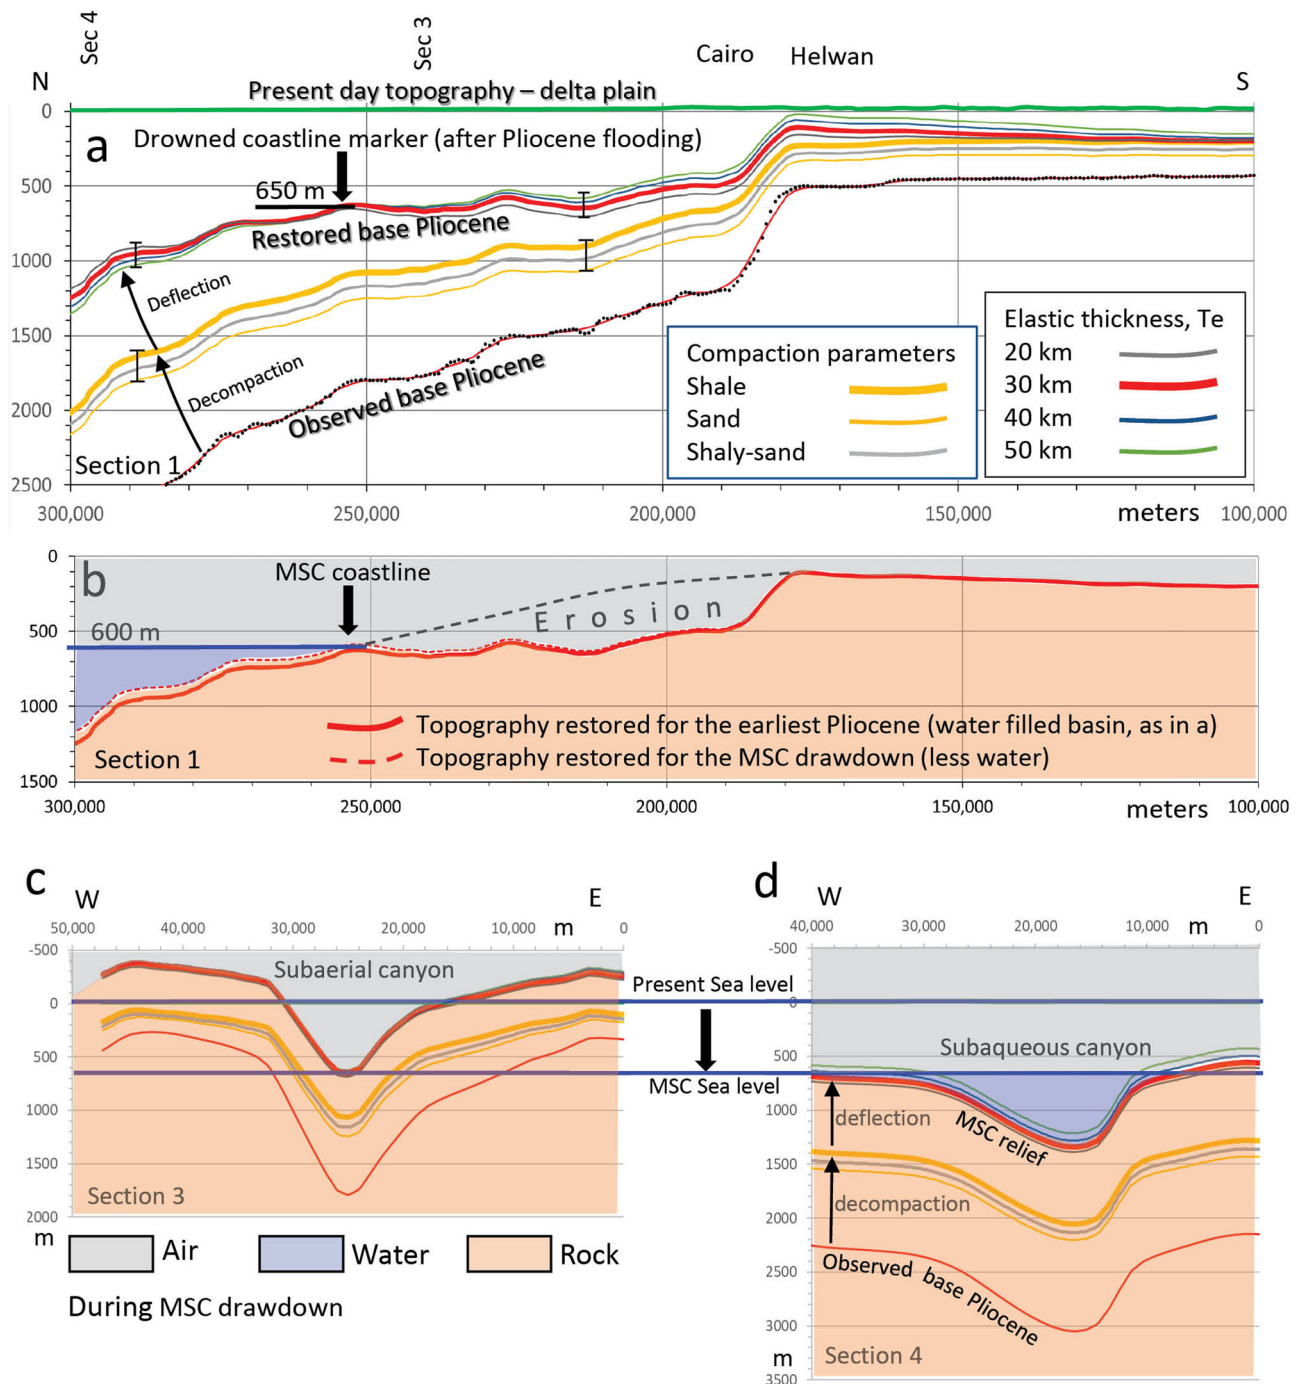 Sec 4
Sec 3
Cairo
Helwan
N
S
Present day topography – delta plain
a
Drowned coastline marker (after Pliocene flooding)
650 m
Restored base Pliocene
Deflection
Decompaction
Observed base Pliocene
Section 1
0
500
1000
1500
2000
2500
300,000
250,000
200,000
150,000
meters
100,000
Compaction parameters
Shale
Sand
Shaly-sand
Elastic thickness, Te
20 km
30 km
40 km
50 km
b
MSC coastline
600 m
Erosion
Topography restored for the earliest Pliocene (water filled basin, as in a)
Topography restored for the MSC drawdown (less water)
Section 1
0
500
1000
1500
300,000
250,000
200,000
150,000
meters
100,000
c
W
E
50,000
40,000
30,000
20,000
10,000
m
0
-500
0
500
1000
1500
2000
m
Subaerial canyon
Section 3
Present Sea level
MSC Sea level
d
W
E
40,000
30,000
20,000
10,000
m
0
-500
0
500
1000
1500
2000
2500
3000
m
3500
Subaqueous canyon
deflection
MSC relief
decompaction
Observed base Pliocene
Section 4
Air
Water
Rock
During MSC drawdown